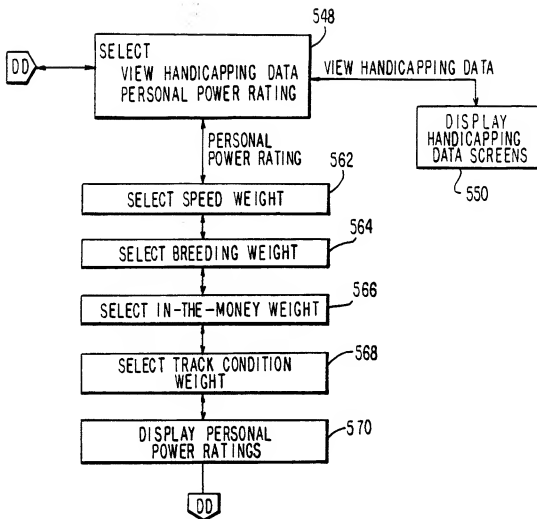 548
DD
SELECT
VIEW HANDICAPPING DATA
PERSONAL POWER RATING
VIEW HANDICAPPING DATA
DISPLAY
HANDICAPPING
DATA SCREENS
550
PERSONAL
POWER RATING
562
SELECT SPEED WEIGHT
564
SELECT BREEDING WEIGHT
566
SELECT IN-THE-MONEY WEIGHT
568
SELECT TRACK CONDITION
WEIGHT
570
DISPLAY PERSONAL
POWER RATINGS
DD